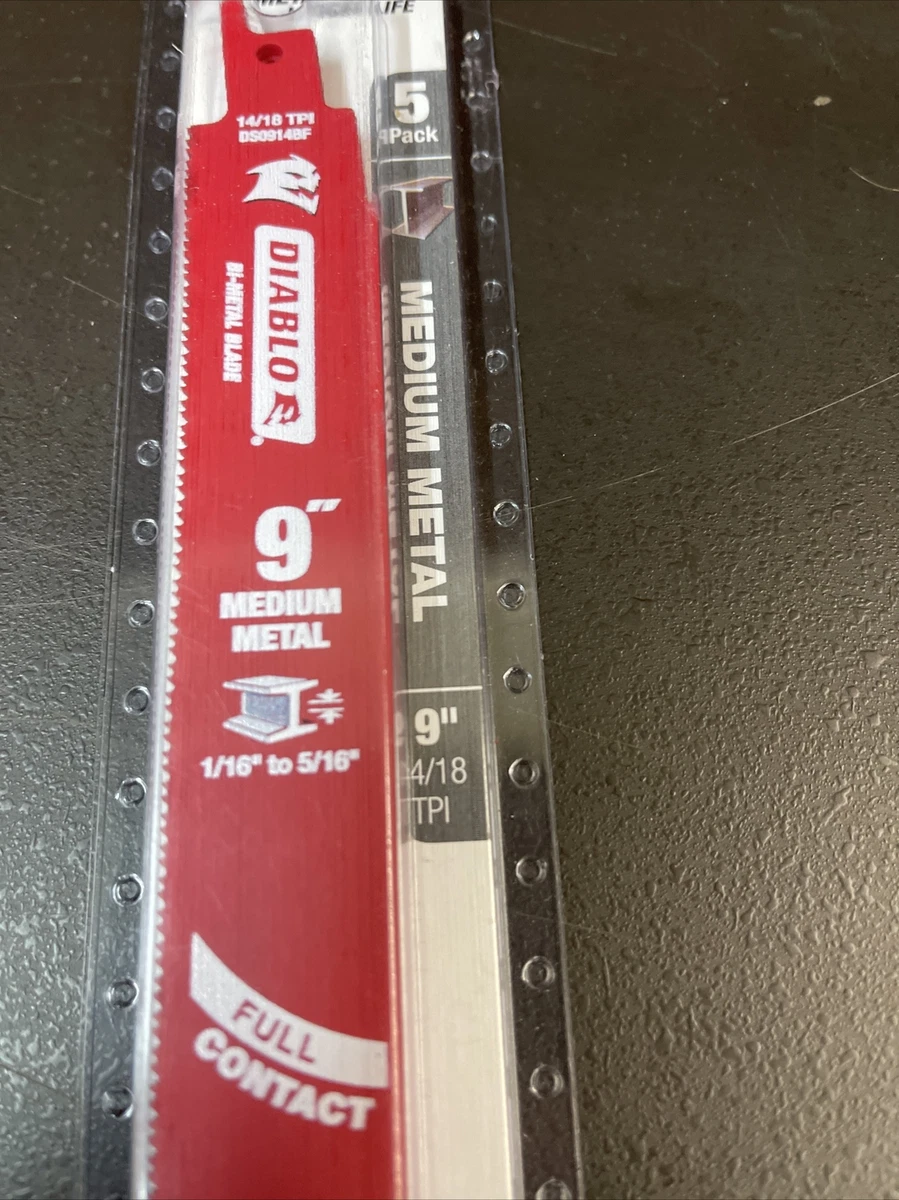 IFE
14/18 TPI
DS0914BF
DIABLO
Bi-METAL BLADE
9"
MEDIUM
METAL
1/16" to 5/16"
FULL
CONTACT
5
Pack
MEDIUM METAL
9"
4/18
TPI